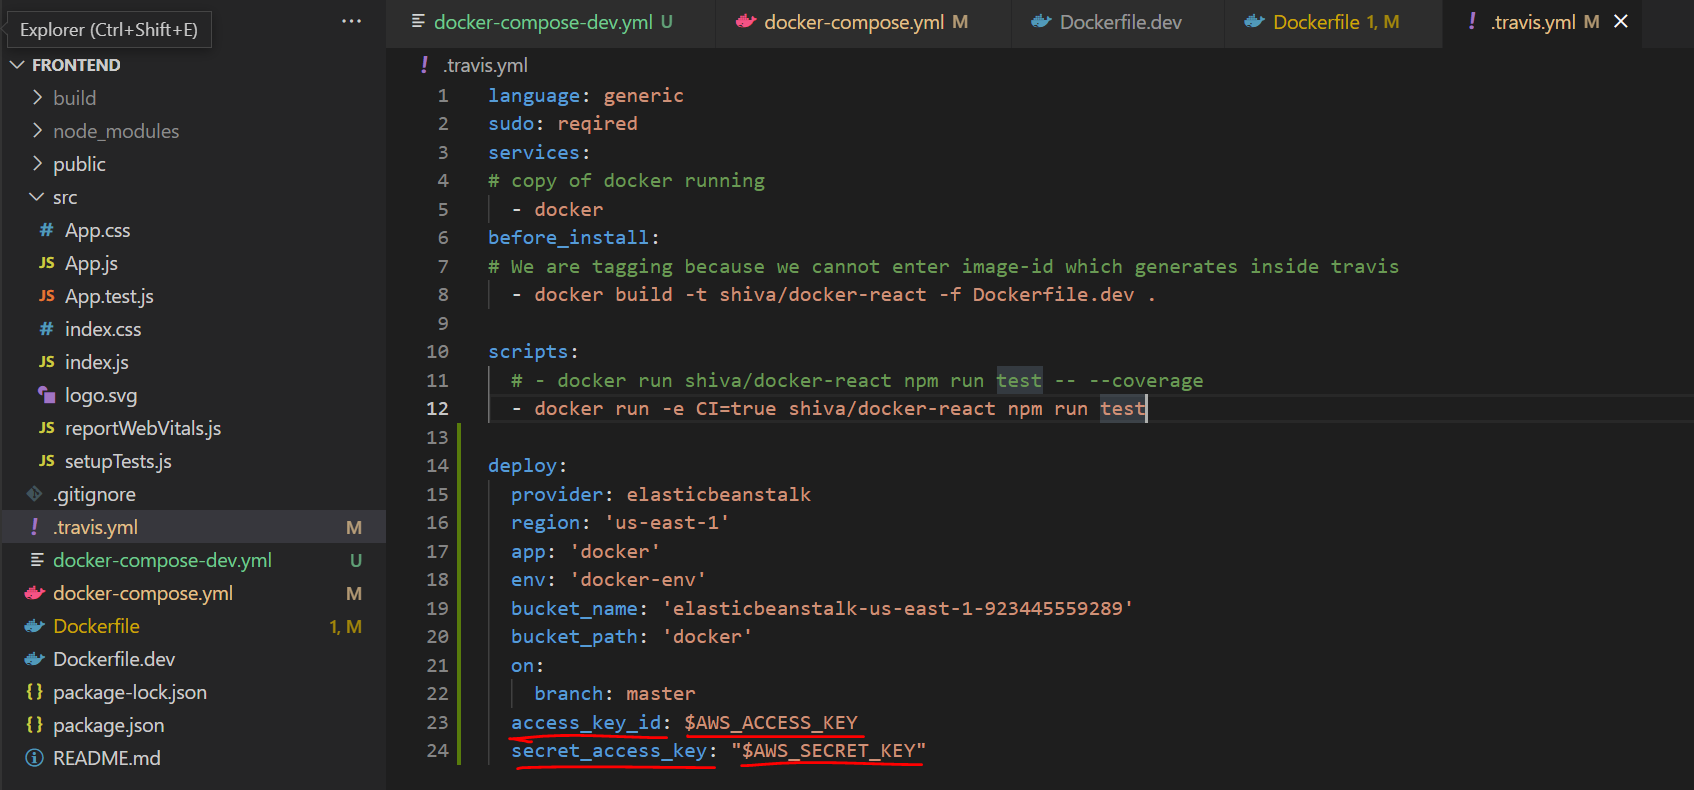 Explorer (Ctrl+Shift+E)
...
docker-compose-dev.yml U
docker-compose.yml M
Dockerfile.dev
Dockerfile 1, M
! .travis.yml M
FRONTEND
build
node_modules
public
src
# App.css
JS App.js
JS App.test.js
# index.css
JS index.js
logo.svg
JS reportWebVitals.js
JS setupTests.js
.gitignore
! .travis.yml M
docker-compose-dev.yml U
docker-compose.yml M
Dockerfile 1, M
Dockerfile.dev
{} package-lock.json
{} package.json
README.md
! .travis.yml
1 language: generic
2 sudo: reqired
3 services:
4 # copy of docker running
5 - docker
6 before_install:
7 # We are tagging because we cannot enter image-id which generates inside travis
8 - docker build -t shiva/docker-react -f Dockerfile.dev .
9
10 scripts:
11 # - docker run shiva/docker-react npm run test -- --coverage
12 - docker run -e CI=true shiva/docker-react npm run test
13
14 deploy:
15 provider: elasticbeanstalk
16 region: 'us-east-1'
17 app: 'docker'
18 env: 'docker-env'
19 bucket_name: 'elasticbeanstalk-us-east-1-923445559289'
20 bucket_path: 'docker'
21 on:
22 branch: master
23 access_key_id: $AWS_ACCESS_KEY
24 secret_access_key: "$AWS_SECRET_KEY"